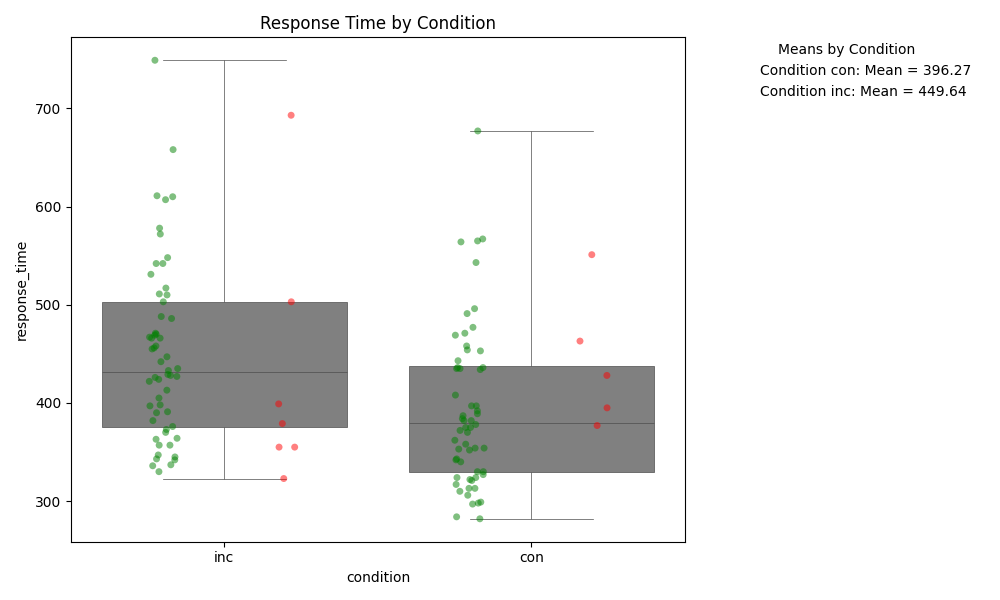 Response Time by Condition
Means by Condition
Condition con: Mean = 396.27
Condition inc: Mean = 449.64
700
600
500
400
300
response_time
inc
con
condition